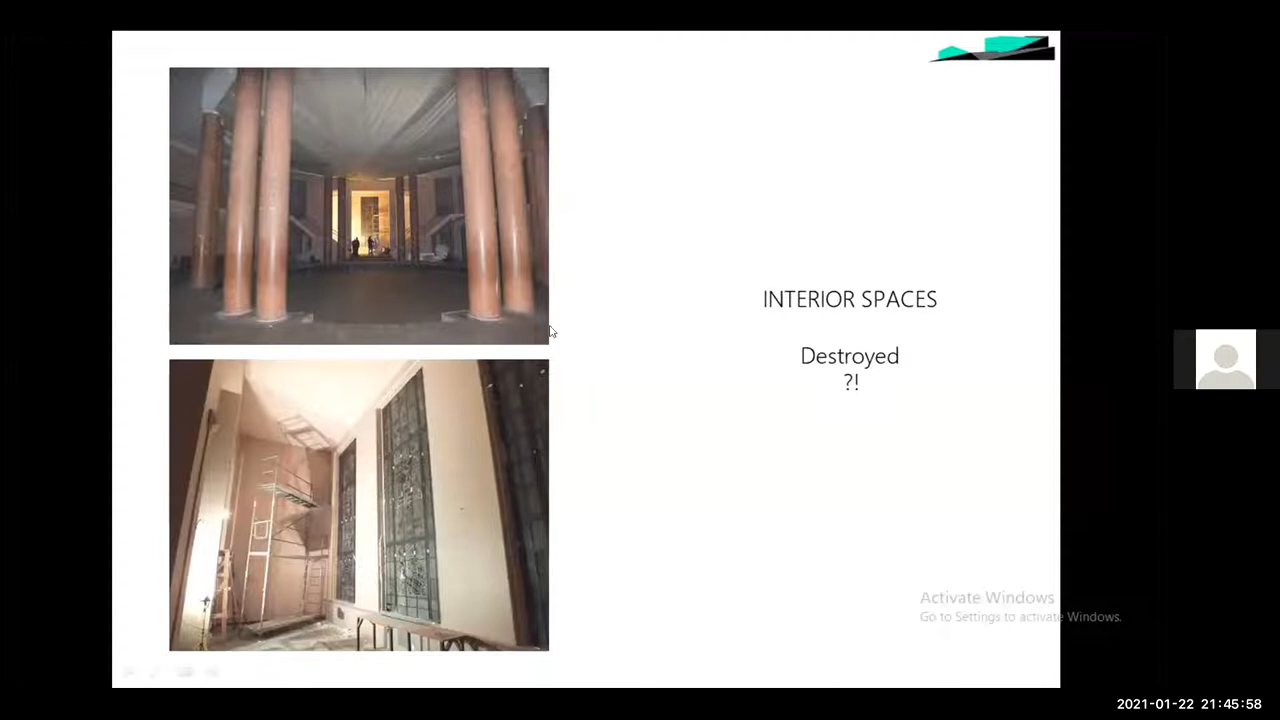 INTERIOR SPACES
Destroyed
?!
Activate Windows
Go to Settings to activate Windows.
2021-01-22 21:45:58